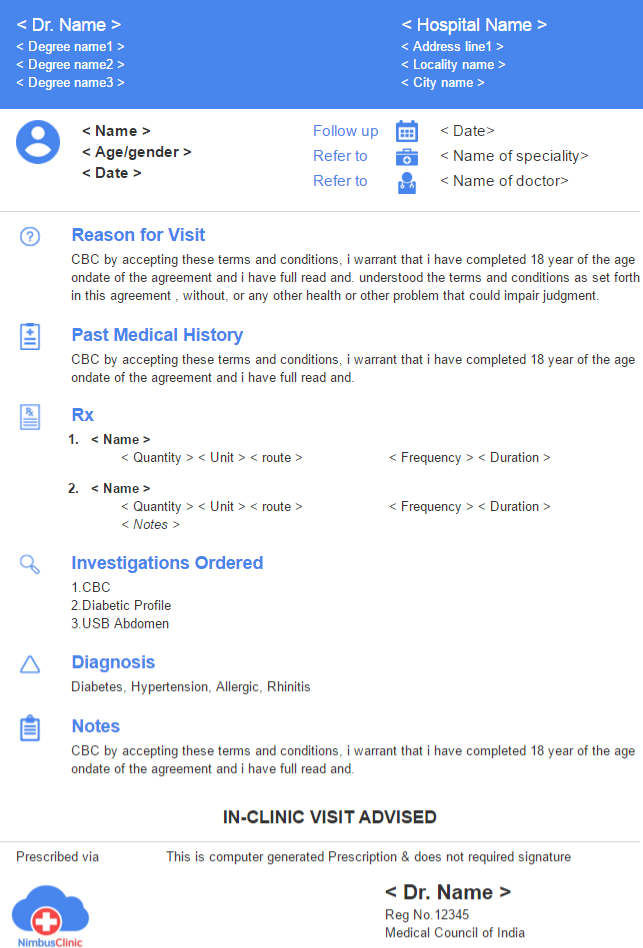 < Dr. Name >
< Degree name1 >
< Degree name2 >
< Degree name3 >
< Hospital Name >
< Address line1 >
< Locality name >
< City name >
< Name >
< Age/gender >
< Date >
Follow up < Date>
Refer to < Name of speciality>
Refer to < Name of doctor>
Reason for Visit
CBC by accepting these terms and conditions, i warrant that i have completed 18 year of the age
ondate of the agreement and i have full read and. understood the terms and conditions as set forth
in this agreement , without, or any other health or other problem that could impair judgment.
Past Medical History
CBC by accepting these terms and conditions, i warrant that i have completed 18 year of the age
ondate of the agreement and i have full read and.
Rx
1. < Name >
< Quantity > < Unit > < route > < Frequency > < Duration >
2. < Name >
< Quantity > < Unit > < route > < Frequency > < Duration >
< Notes >
Investigations Ordered
1.CBC
2.Diabetic Profile
3.USB Abdomen
Diagnosis
Diabetes, Hypertension, Allergic, Rhinitis
Notes
CBC by accepting these terms and conditions, i warrant that i have completed 18 year of the age
ondate of the agreement and i have full read and.
IN-CLINIC VISIT ADVISED
Prescribed via This is computer generated Prescription & does not required signature
NimbusClinic
< Dr. Name >
Reg No.12345
Medical Council of India